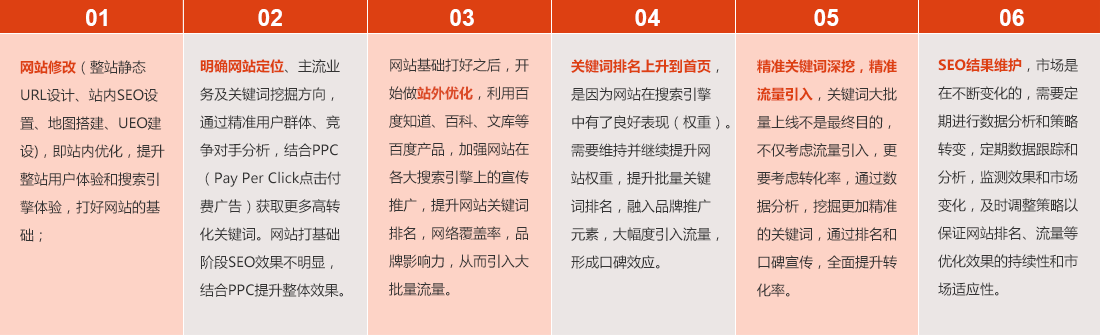 01
网站修改（整站静态
URL设计、站内SEO设
置、地图搭建、UEO建
设)，即站内优化，提升
整站用户体验和搜索引
擎体验，打好网站的基
础；
02
明确网站定位、主流业
务及关键词挖掘方向，
通过精准用户群体、竞
争对手分析，结合PPC
（Pay Per Click点击付
费广告）获取更多高转
化关键词。网站打基础
阶段SEO效果不明显，
结合PPC提升整体效果。
03
网站基础打好之后，开
始做站外优化，利用百
度知道、百科、文库等
百度产品，加强网站在
各大搜索引擎上的宣传
推广，提升网站关键词
排名，网络覆盖率，品
牌影响力，从而引入大
批量流量。
04
关键词排名上升到首页，
是因为网站在搜索引擎
中有了良好表现（权重）。
需要维持并继续提升网
站权重，提升批量关键
词排名，融入品牌推广
元素，大幅度引入流量，
形成口碑效应。
05
精准关键词深挖，精准
流量引入，关键词大批
量上线不是最终目的，
不仅考虑流量引入，更
要考虑转化率，通过数
据分析，挖掘更加精准
的关键词，通过排名和
口碑宣传，全面提升转
化率。
06
SEO结果维护，市场是
在不断变化的，需要定
期进行数据分析和策略
转变，定期数据跟踪和
分析，监测效果和市场
变化，及时调整策略以
保证网站排名、流量等
优化效果的持续性和市
场适应性。